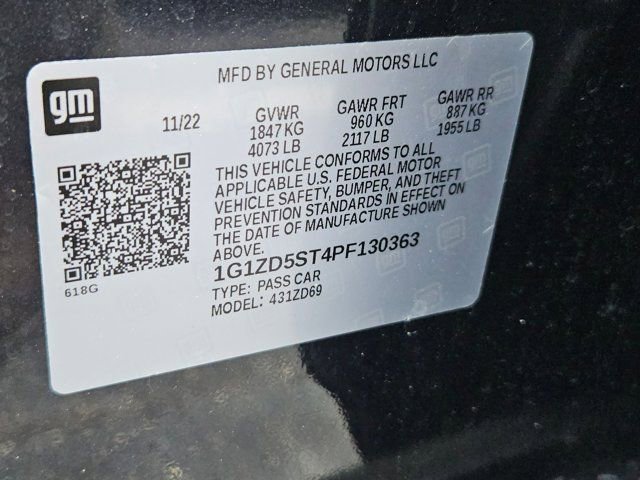 MFD BY GENERAL MOTORS LLC
gm
11/22 GVWR GAWR FRT GAWR RR
1847 KG 960 KG 887 KG
4073 LB 2117 LB 1955 LB
THIS VEHICLE CONFORMS TO ALL
APPLICABLE U.S. FEDERAL MOTOR
VEHICLE SAFETY, BUMPER, AND THEFT
PREVENTION STANDARDS IN EFFECT ON
THE DATE OF MANUFACTURE SHOWN
ABOVE.
1G1ZD5ST4PF130363
618G
TYPE: PASS CAR
MODEL: 431ZD69